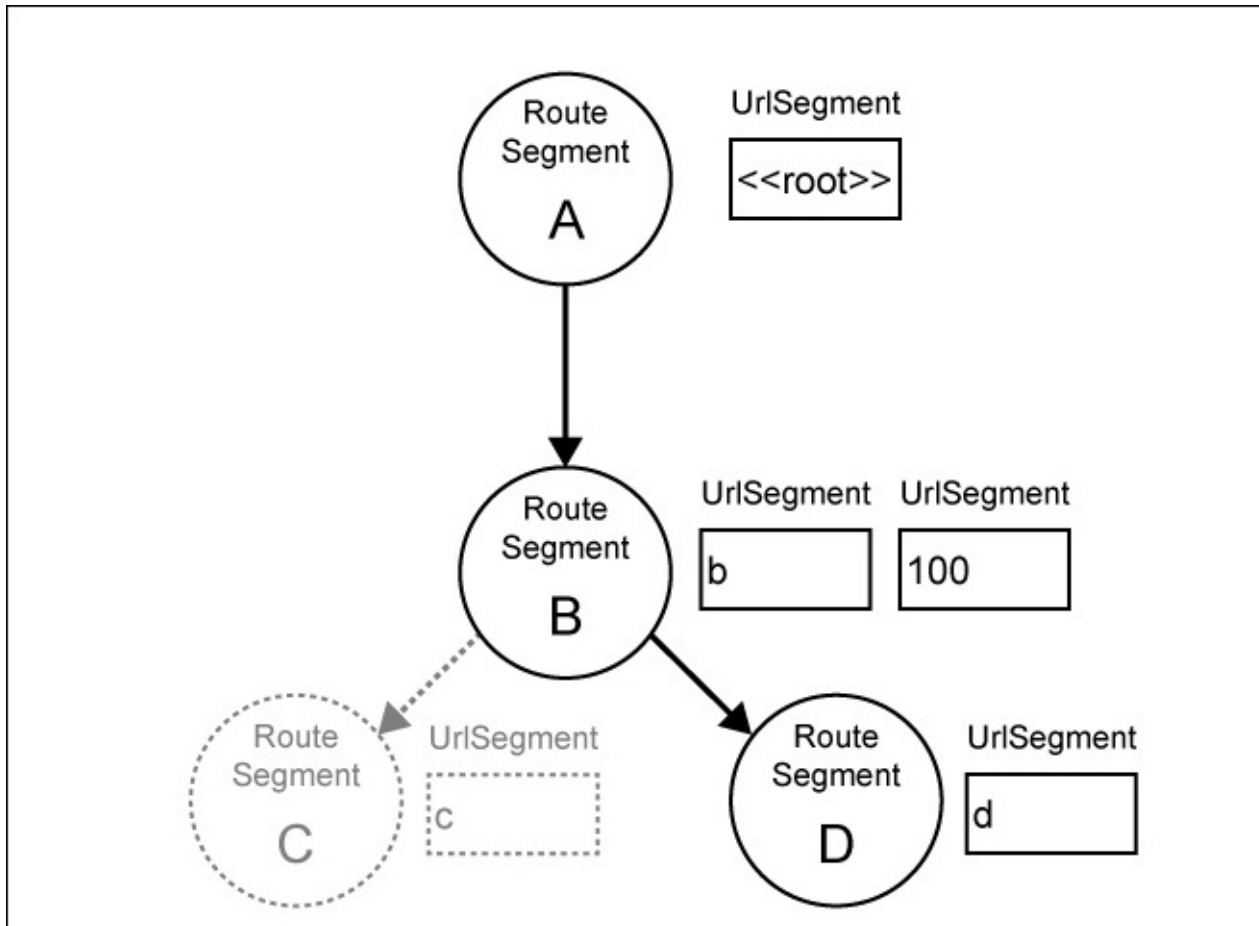 Route
Segment
A
UrlSegment
<<root>>
Route
Segment
B
UrlSegment
b
UrlSegment
100
Route
Segment
C
UrlSegment
c
Route
Segment
D
UrlSegment
d